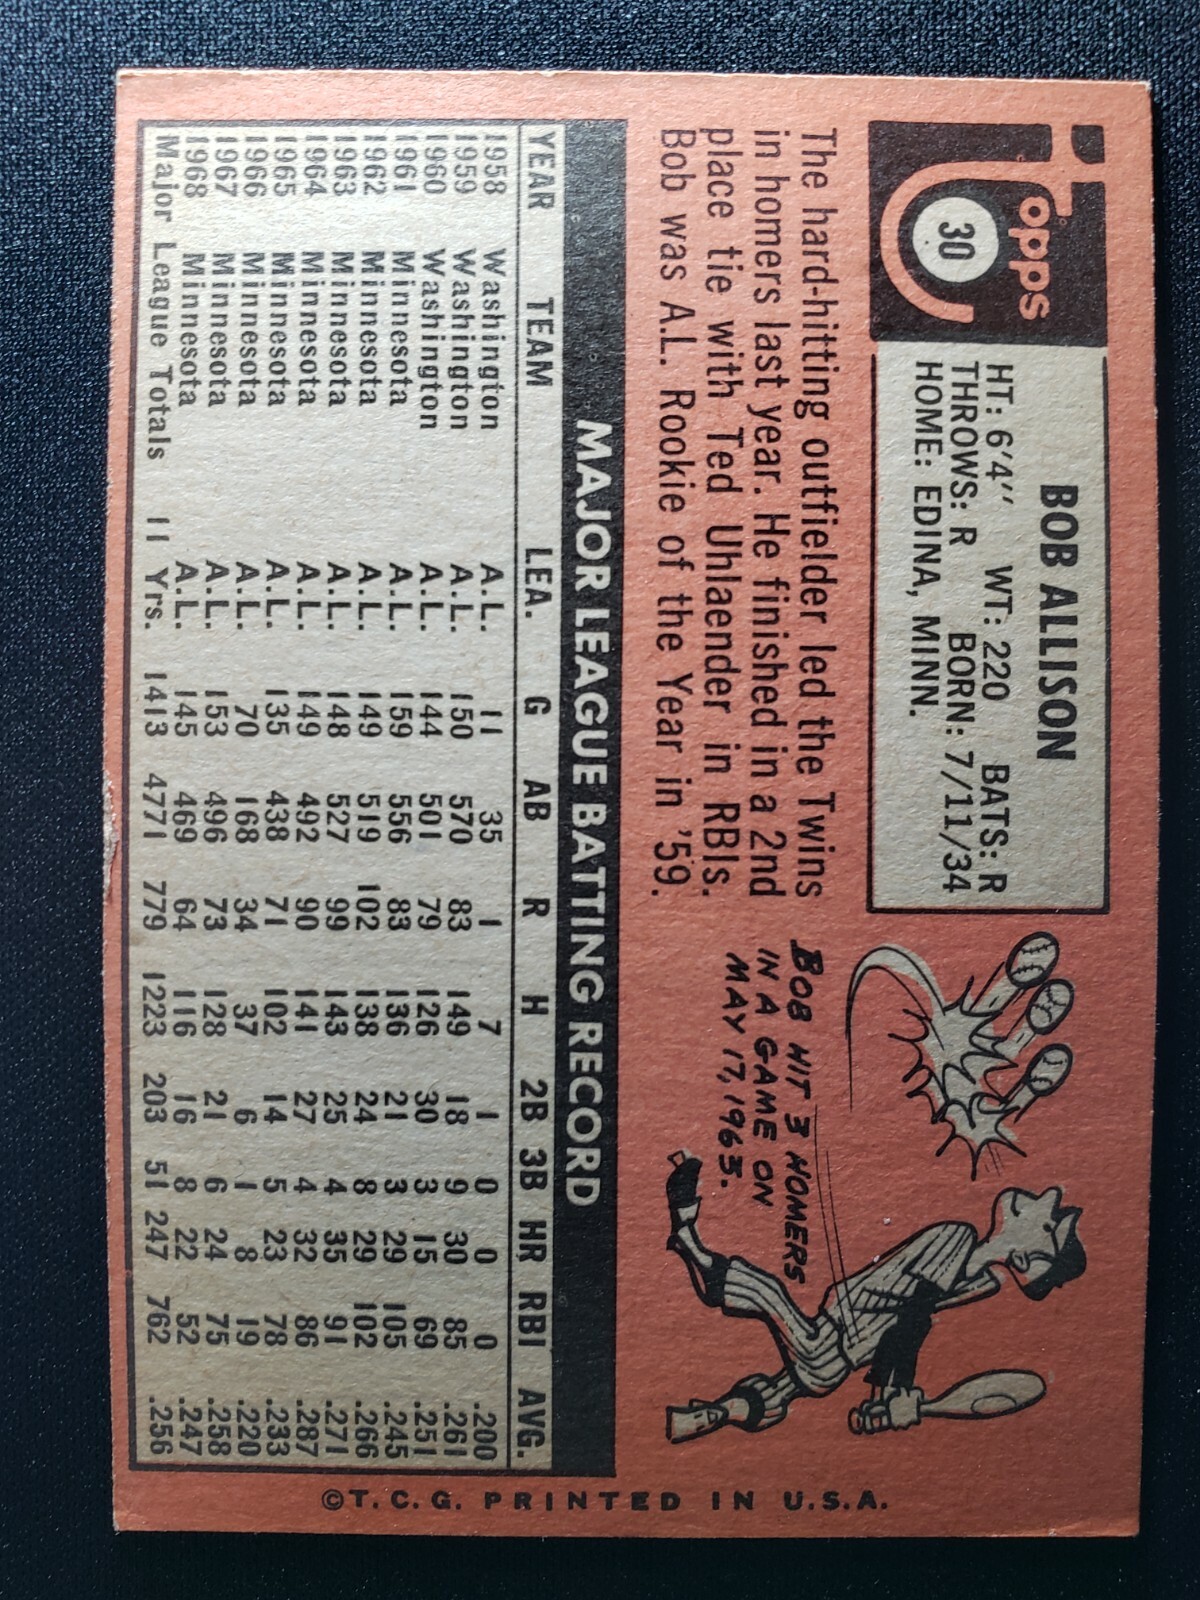 Topps
30
BOB ALLISON
HT: 6'4" WT: 220 BATS: R
THROWS: R BORN: 7/11/34
HOME: EDINA, MINN.
The hard-hitting outfielder led the Twins
in homers last year. He finished in a 2nd
place tie with Ted Uhlaender in RBIs.
Bob was A.L. Rookie of the Year in '59.
BOB HIT 3 HOMERS
IN A GAME ON
MAY 17, 1963.
MAJOR LEAGUE BATTING RECORD
YEAR TEAM LEA. G AB R H 2B 3B HR RBI AVG.
1958 Washington A.L. 11 35 1 7 1 0 0 0 .200
1959 Washington A.L. 150 570 83 149 18 9 30 85 .261
1960 Washington A.L. 144 501 79 126 30 3 15 69 .251
1961 Minnesota A.L. 159 556 83 136 21 3 29 105 .245
1962 Minnesota A.L. 149 519 102 138 24 8 29 102 .266
1963 Minnesota A.L. 148 527 99 143 25 4 35 91 .271
1964 Minnesota A.L. 149 492 90 141 27 4 32 86 .287
1965 Minnesota A.L. 135 438 71 102 14 5 23 78 .233
1966 Minnesota A.L. 70 168 34 37 6 1 8 19 .220
1967 Minnesota A.L. 153 496 73 128 21 6 24 75 .258
1968 Minnesota A.L. 145 469 64 116 16 8 22 52 .247
Major League Totals 11 Yrs. 1413 4771 779 1223 203 51 247 762 .256
©T.C.G. PRINTED IN U.S.A.